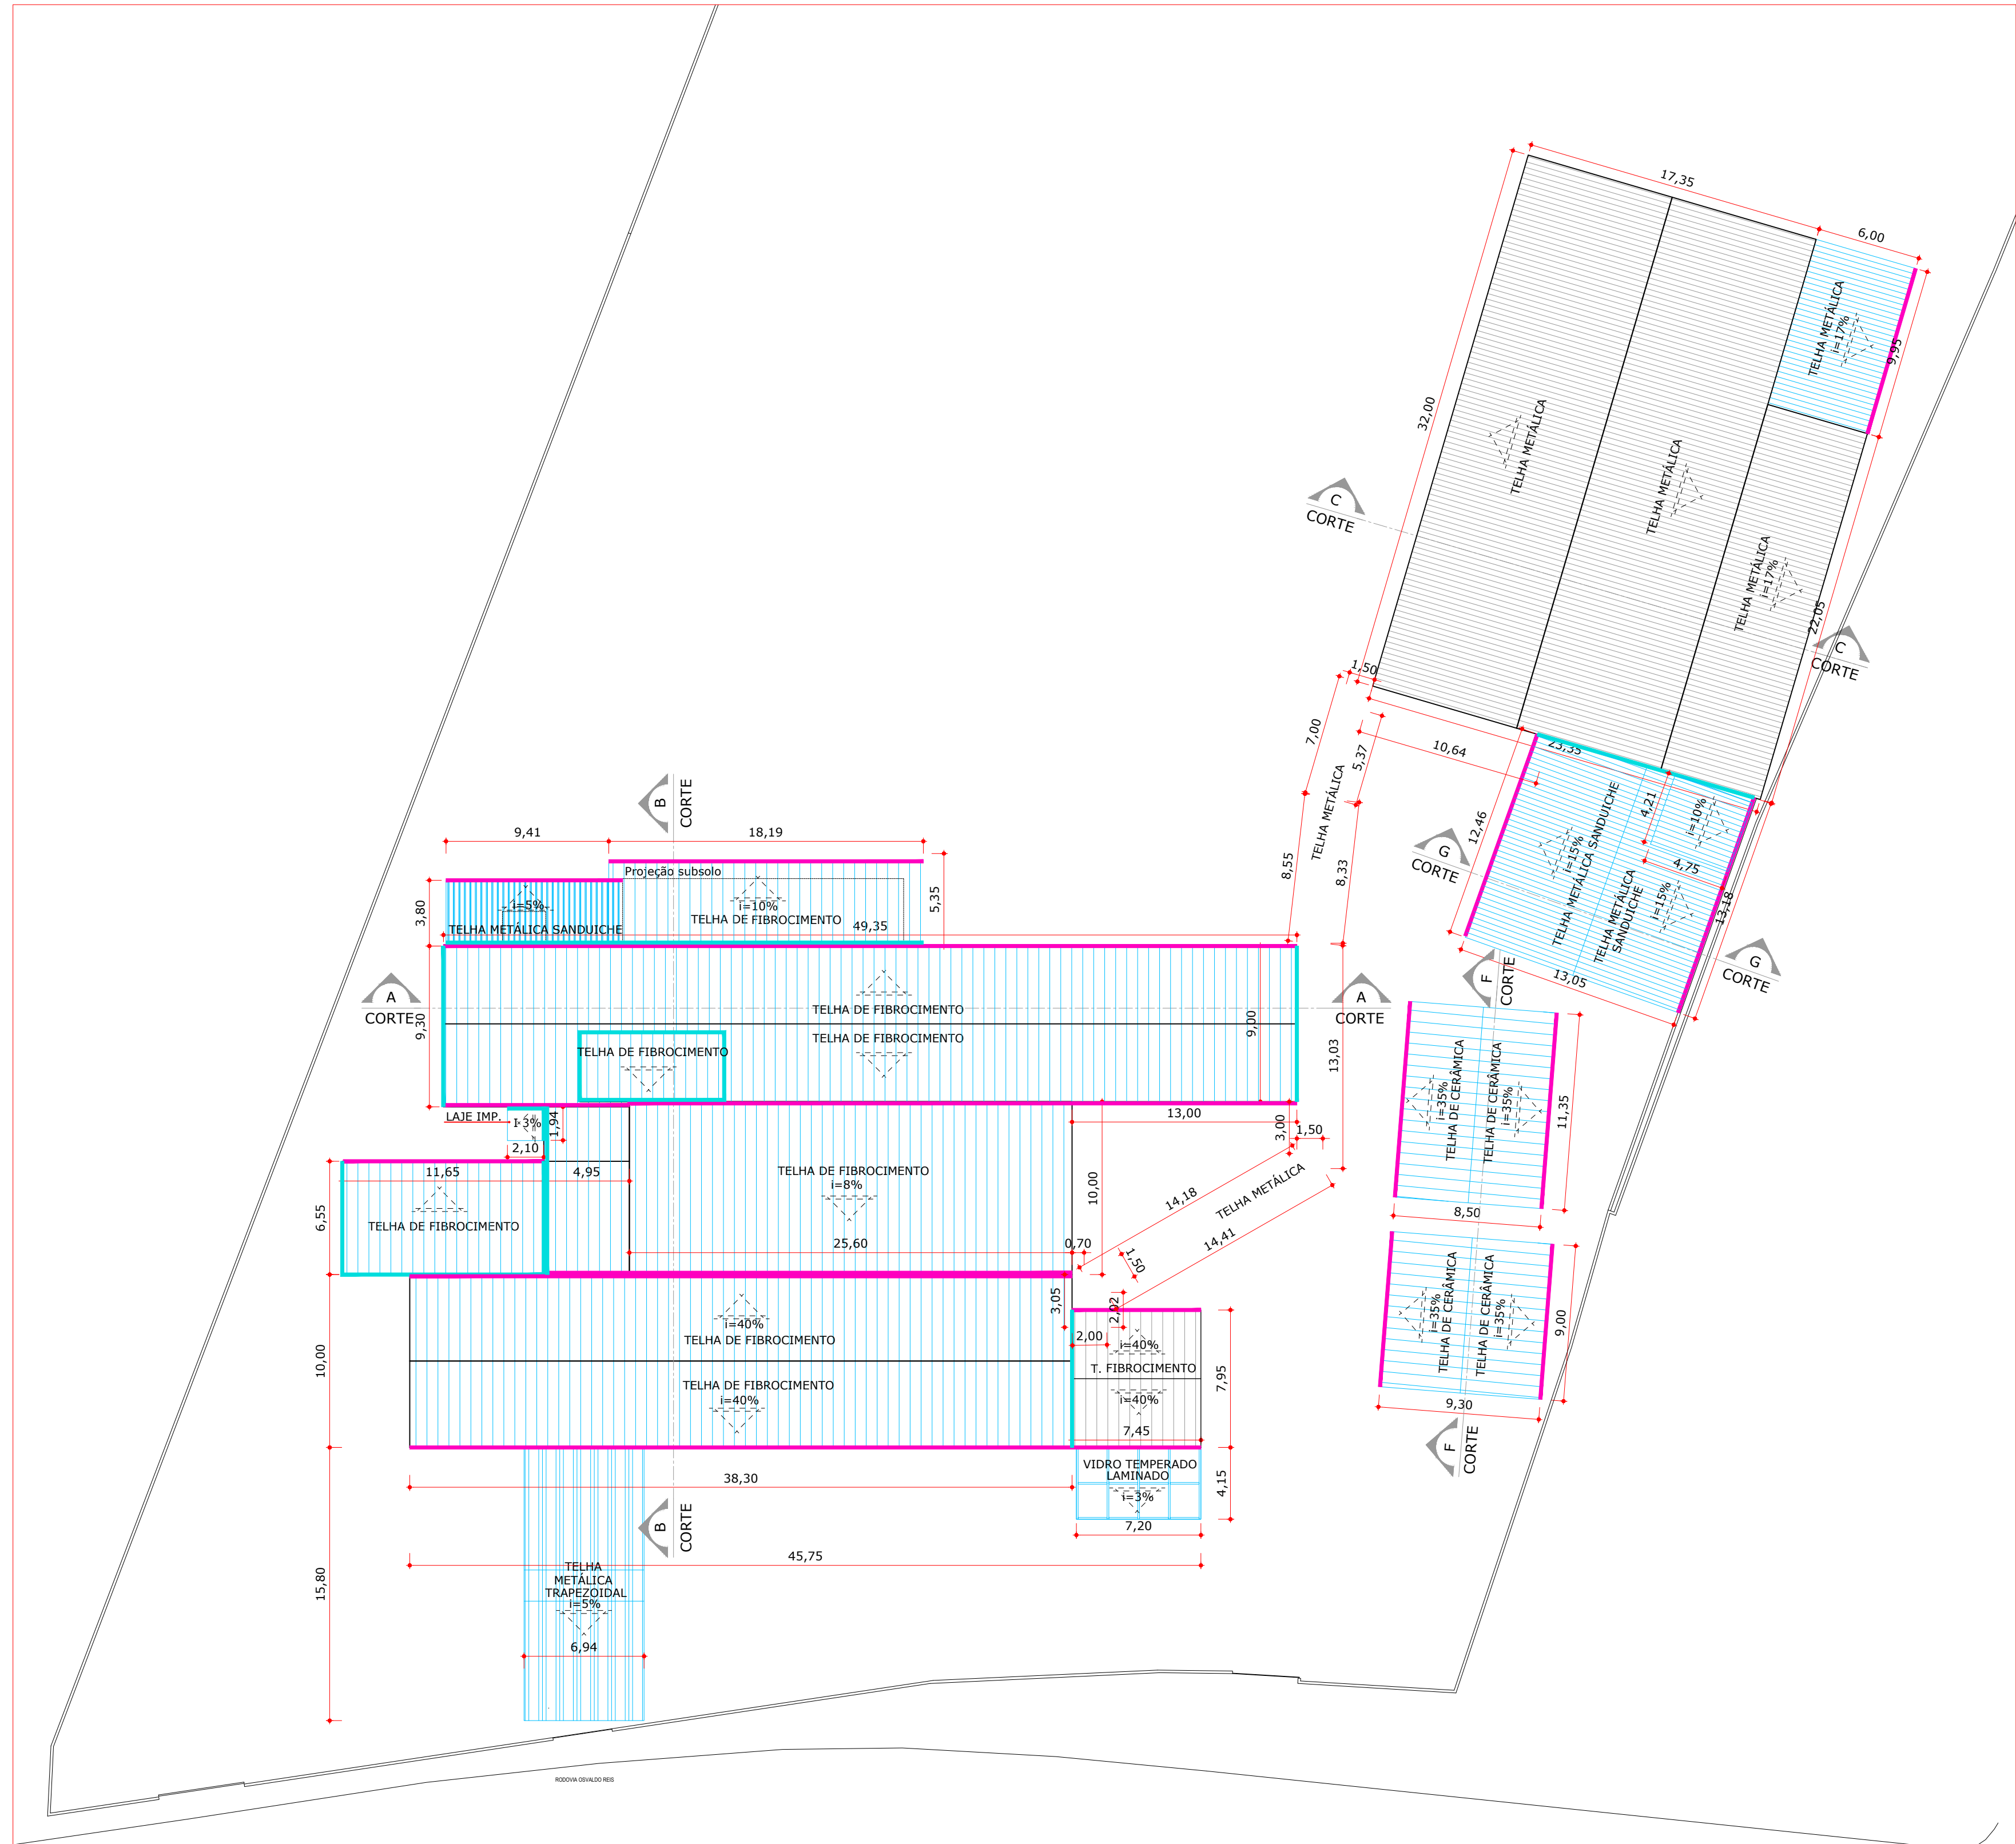 17,35
6,00
TELHA METÁLICA
i=17%
9,95
32,00
TELHA METÁLICA
TELHA METÁLICA
C
CORTE
TELHA METÁLICA
i=17%
22,05
C
CORTE
1,50
7,00
5,37
10,64
23,35
TELHA METÁLICA
8,55
8,33
12,46
G
CORTE
i=15%
TELHA METÁLICA SANDUICHE
4,21
i=10%
4,75
TELHA METÁLICA
SANDUICHE
i=15%
13,18
G
CORTE
13,05
B
CORTE
9,41
18,19
Projeção subsolo
i=10%
TELHA DE FIBROCIMENTO
5,35
3,80
i=5%
TELHA METÁLICA SANDUICHE
49,35
A
CORTE
TELHA DE FIBROCIMENTO
TELHA DE FIBROCIMENTO
9,30
9,00
A
CORTE
13,03
TELHA DE FIBROCIMENTO
F
CORTE
i=35%
TELHA DE CERÂMICA
TELHA DE CERÂMICA
i=35%
11,35
8,50
LAJE IMP.
I 3%
1,94
2,10
13,00
3,00
1,50
11,65
4,95
TELHA DE FIBROCIMENTO
i=8%
10,00
14,18
TELHA METÁLICA
14,41
6,55
TELHA DE FIBROCIMENTO
25,60
0,70
1,50
3,05
2,02
i=40%
TELHA DE FIBROCIMENTO
TELHA DE FIBROCIMENTO
i=40%
10,00
2,00
i=40%
T. FIBROCIMENTO
i=40%
7,95
7,45
i=35%
TELHA DE CERÂMICA
TELHA DE CERÂMICA
i=35%
9,00
9,30
F
CORTE
38,30
VIDRO TEMPERADO
LAMINADO
i=3%
4,15
7,20
B
CORTE
45,75
15,80
TELHA
METÁLICA
TRAPEZOIDAL
i=5%
6,94
RODOVIA OSVALDO REIS